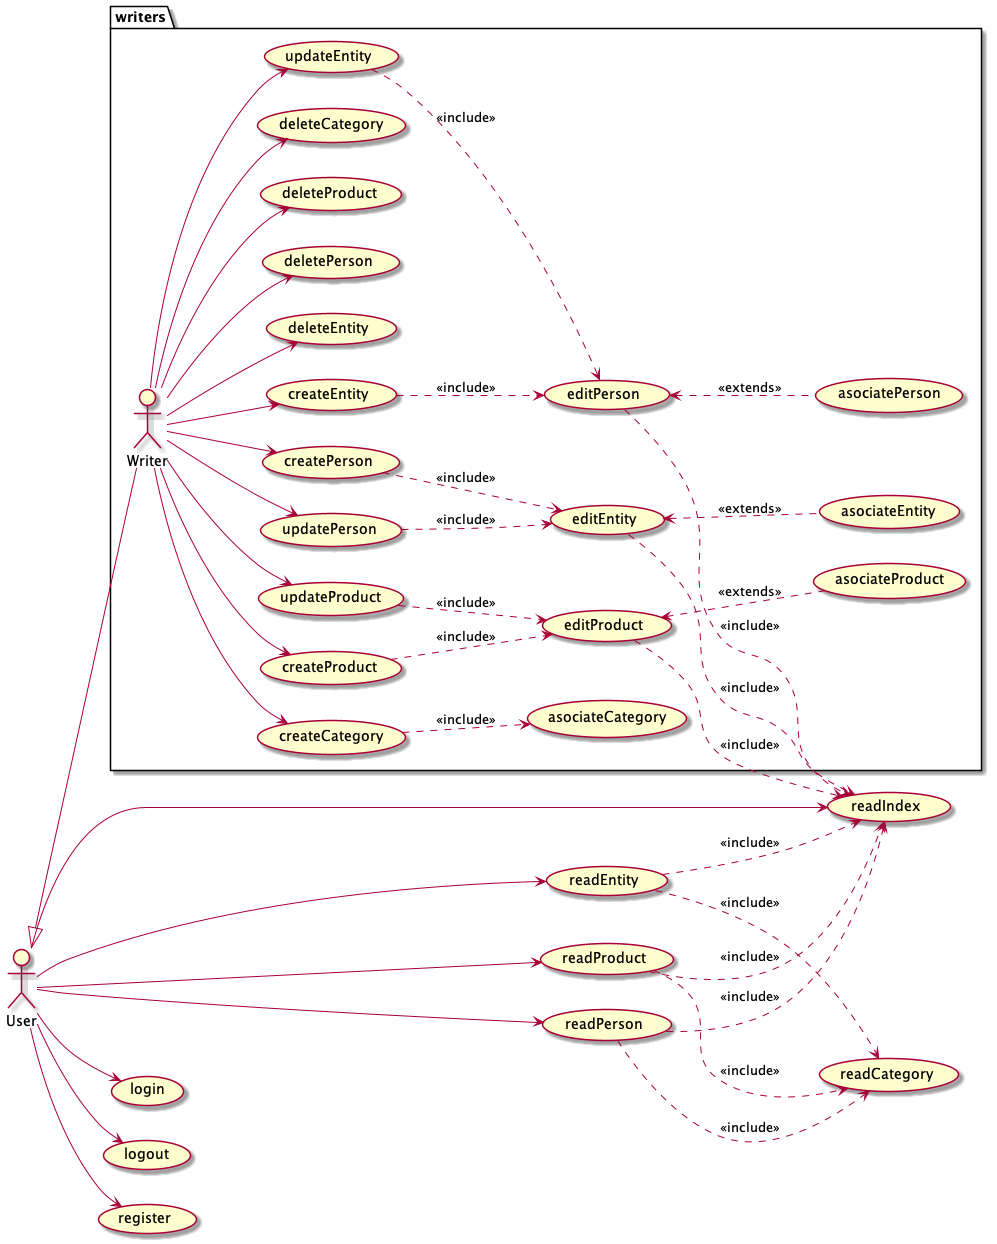 writers
updateEntity
«include»
deleteCategory
deleteProduct
deletePerson
deleteEntity
createEntity
«include»
editPerson
«extends»
asociatePerson
Writer
createPerson
«include»
editEntity
«extends»
asociateEntity
updatePerson
«include»
updateProduct
«include»
editProduct
«extends»
asociateProduct
«include»
createProduct
«include»
«include»
createCategory
«include»
asociateCategory
«include»
readIndex
«include»
readEntity
«include»
User
readProduct
«include»
readPerson
«include»
readCategory
«include»
«include»
login
logout
register